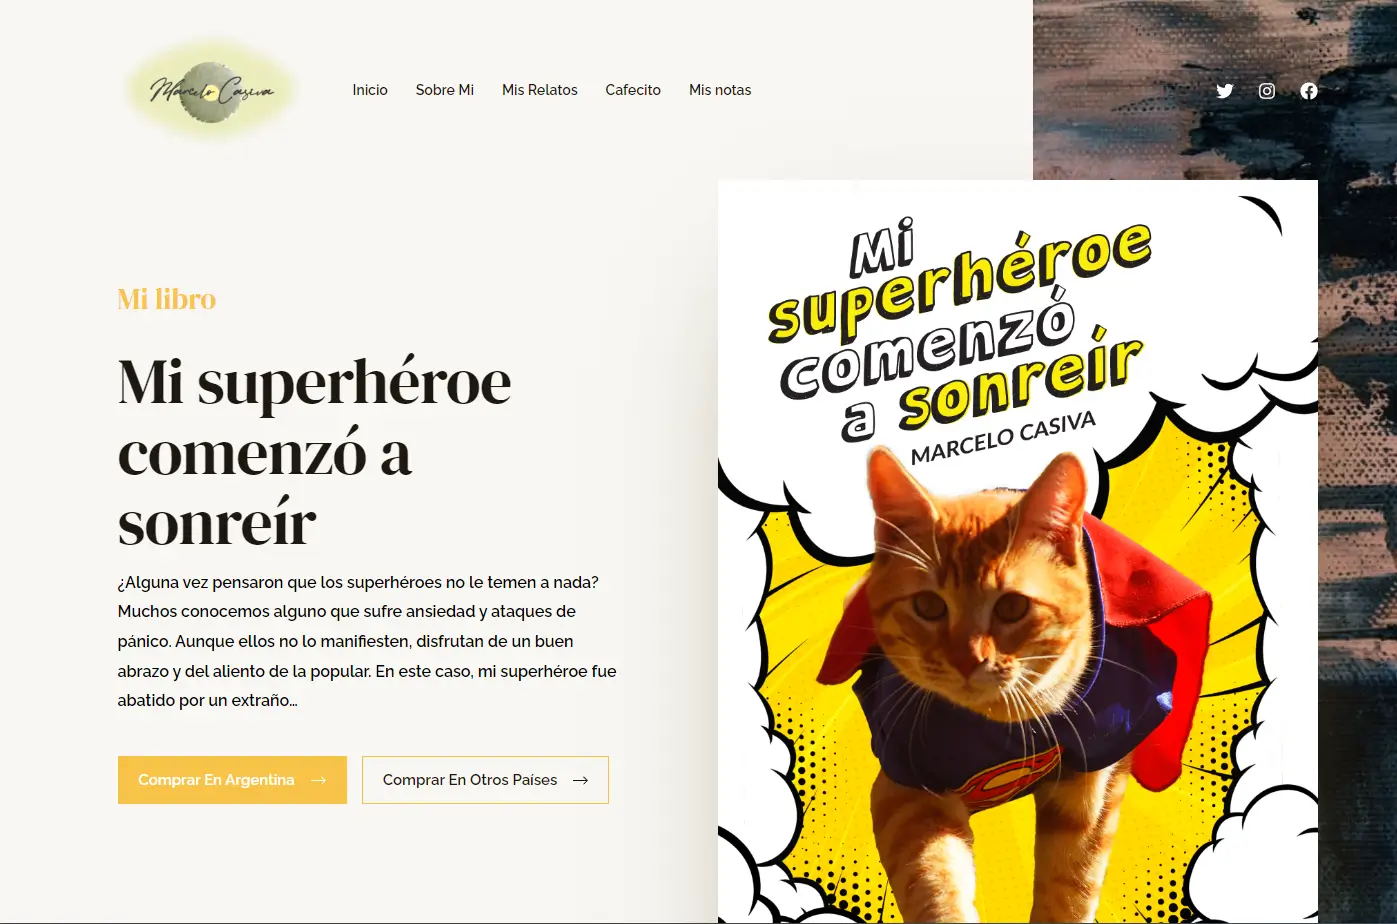 Marcelo Casiva
Inicio
Sobre Mi
Mis Relatos
Cafecito
Mis notas
Mi libro
Mi superhéroe
comenzó a
sonreír
¿Alguna vez pensaron que los superhéroes no le temen a nada?
Muchos conocemos alguno que sufre ansiedad y ataques de
pánico. Aunque ellos no lo manifiesten, disfrutan de un buen
abrazo y del aliento de la popular. En este caso, mi superhéroe fue
abatido por un extraño…
Comprar En Argentina →
Comprar En Otros Países →
Mi
superhéroe
comenzó
a sonreír
MARCELO CASIVA